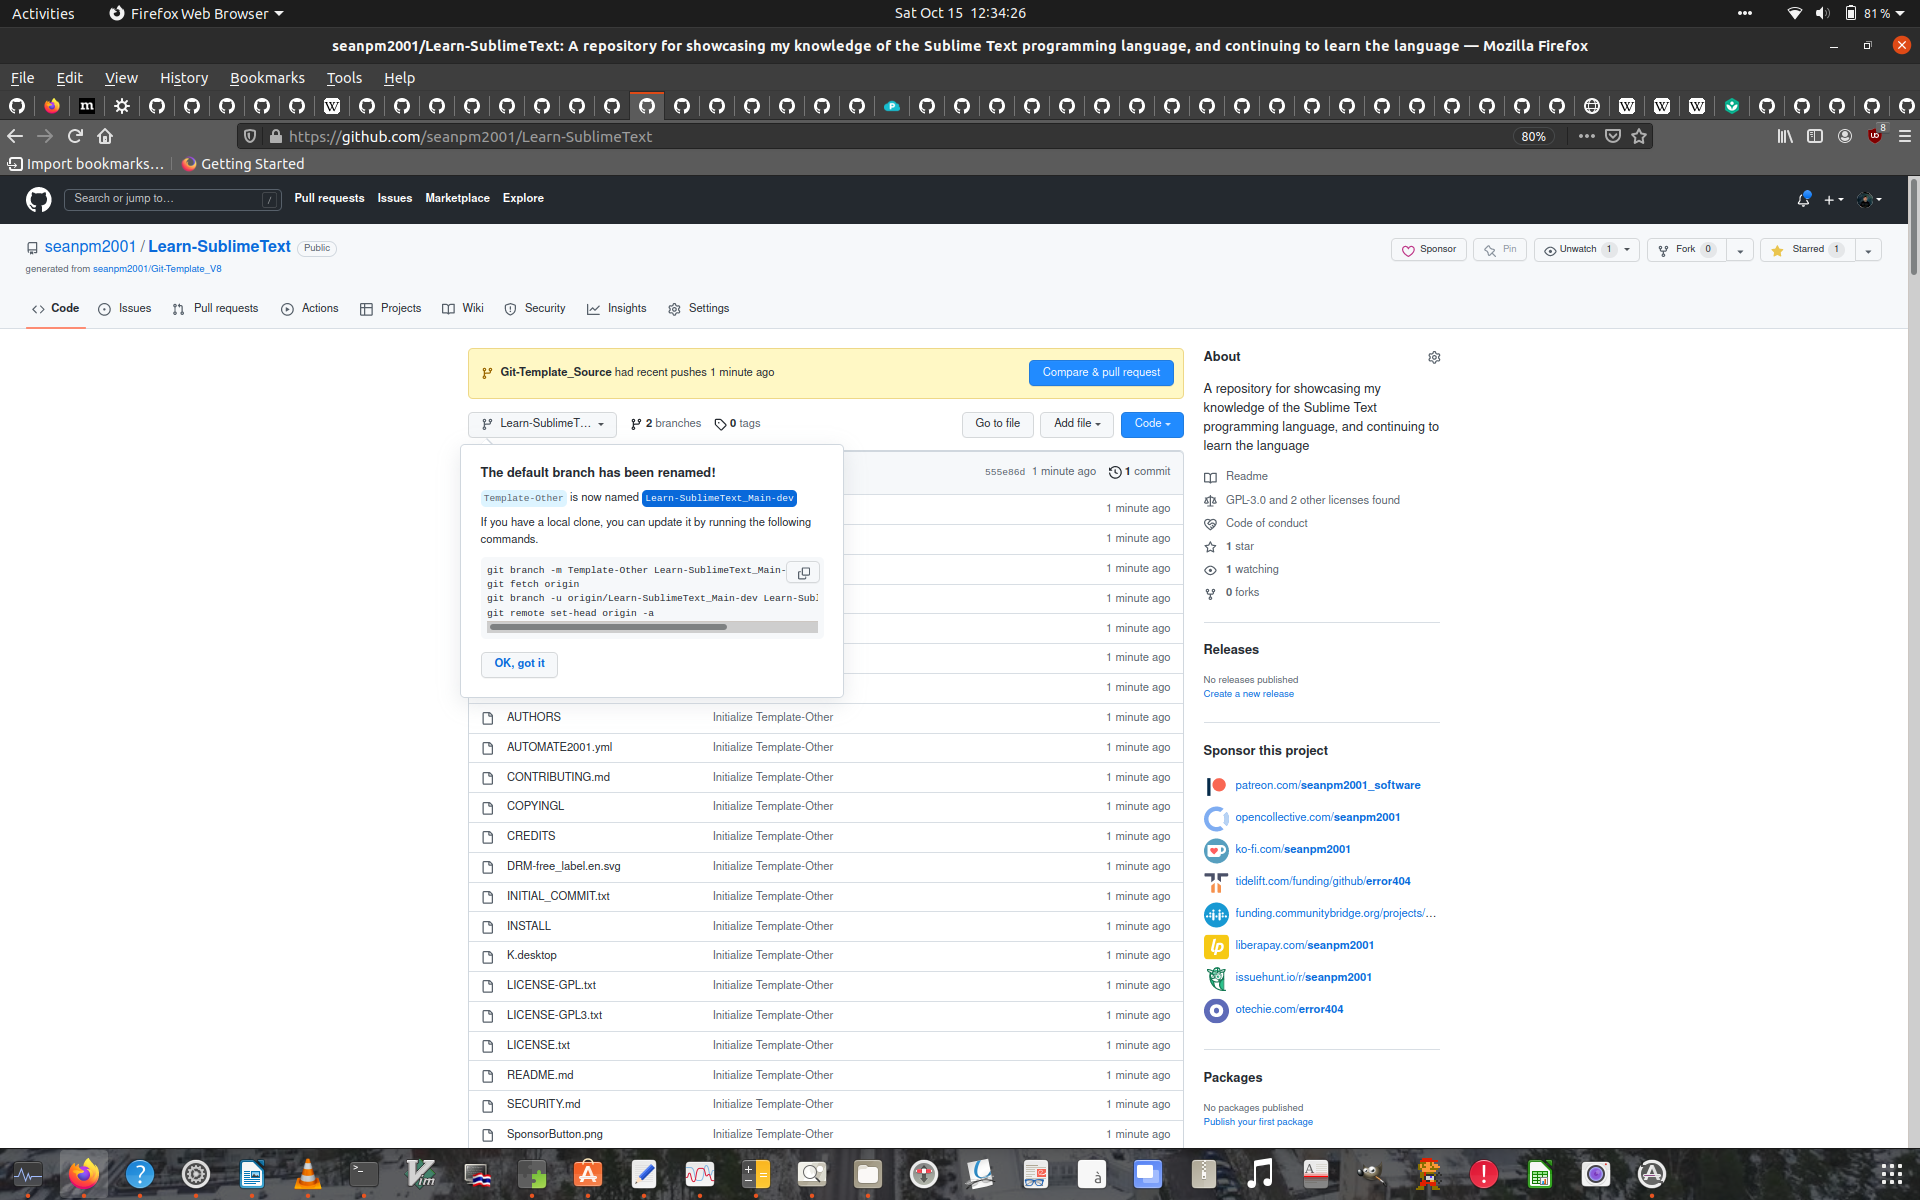 Activities
Firefox Web Browser
Sat Oct 15 12:34:26
81 %
seanpm2001/Learn-SublimeText: A repository for showcasing my knowledge of the Sublime Text programming language, and continuing to learn the language — Mozilla Firefox
File Edit View History Bookmarks Tools Help
https://github.com/seanpm2001/Learn-SublimeText
80%
8
Import bookmarks…
Getting Started
Search or jump to…
/
Pull requests Issues Marketplace Explore
seanpm2001 / Learn-SublimeText
Public
generated from seanpm2001/Git-Template_V8
Sponsor
Pin
Unwatch 1
Fork 0
Starred 1
Code
Issues
Pull requests
Actions
Projects
Wiki
Security
Insights
Settings
Git-Template_Source had recent pushes 1 minute ago
Compare & pull request
Learn-SublimeT…
2 branches
0 tags
Go to file
Add file
Code
The default branch has been renamed!
Template-Other is now named Learn-SublimeText_Main-dev
If you have a local clone, you can update it by running the following
commands.
git branch -m Template-Other Learn-SublimeText_Main-
git fetch origin
git branch -u origin/Learn-SublimeText_Main-dev Learn-Subl
git remote set-head origin -a
OK, got it
555e86d 1 minute ago
1 commit
1 minute ago
1 minute ago
1 minute ago
1 minute ago
1 minute ago
1 minute ago
1 minute ago
AUTHORS Initialize Template-Other 1 minute ago
AUTOMATE2001.yml Initialize Template-Other 1 minute ago
CONTRIBUTING.md Initialize Template-Other 1 minute ago
COPYINGL Initialize Template-Other 1 minute ago
CREDITS Initialize Template-Other 1 minute ago
DRM-free_label.en.svg Initialize Template-Other 1 minute ago
INITIAL_COMMIT.txt Initialize Template-Other 1 minute ago
INSTALL Initialize Template-Other 1 minute ago
K.desktop Initialize Template-Other 1 minute ago
LICENSE-GPL.txt Initialize Template-Other 1 minute ago
LICENSE-GPL3.txt Initialize Template-Other 1 minute ago
LICENSE.txt Initialize Template-Other 1 minute ago
README.md Initialize Template-Other 1 minute ago
SECURITY.md Initialize Template-Other 1 minute ago
SponsorButton.png Initialize Template-Other 1 minute ago
About
A repository for showcasing my
knowledge of the Sublime Text
programming language, and continuing to
learn the language
Readme
GPL-3.0 and 2 other licenses found
Code of conduct
1 star
1 watching
0 forks
Releases
No releases published
Create a new release
Sponsor this project
patreon.com/seanpm2001_software
opencollective.com/seanpm2001
ko-fi.com/seanpm2001
tidelift.com/funding/github/error404
funding.communitybridge.org/projects/…
liberapay.com/seanpm2001
issuehunt.io/r/seanpm2001
otechie.com/error404
Packages
No packages published
Publish your first package